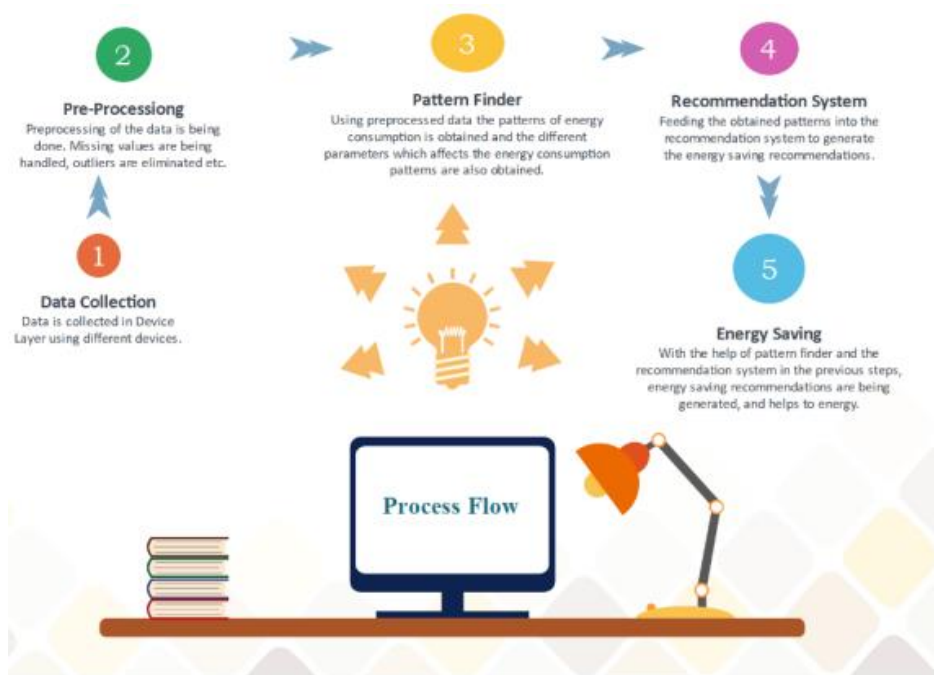 2
Pre-Processiong
Preprocessing of the data is being
done. Missing values are being
handled, outliers are eliminated etc.
3
Pattern Finder
Using preprocessed data the patterns of energy
consumption is obtained and the different
parameters which affects the energy consumption
patterns are also obtained.
4
Recommendation System
Feeding the obtained patterns into the
recommendation system to generate
the energy saving recommendations.
1
Data Collection
Data is collected in Device
Layer using different devices.
5
Energy Saving
With the help of pattern finder and the
recommendation system in the previous steps,
energy saving recommendations are being
generated, and helps to energy.
Process Flow